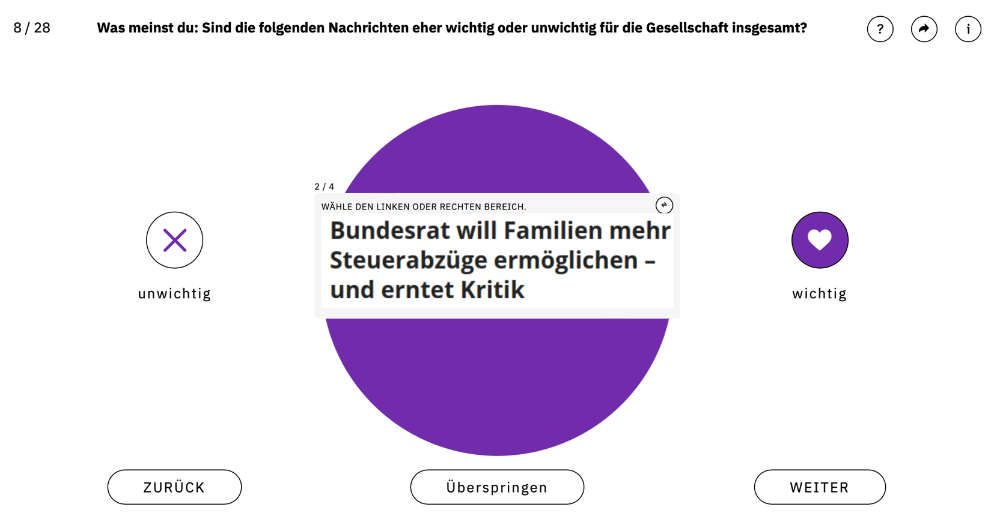 8 / 28
Was meinst du: Sind die folgenden Nachrichten eher wichtig oder unwichtig für die Gesellschaft insgesamt?
?
i
2 / 4
WÄHLE DEN LINKEN ODER RECHTEN BEREICH.
Bundesrat will Familien mehr
Steuerabzüge ermöglichen –
und erntet Kritik
unwichtig
wichtig
ZURÜCK
Überspringen
WEITER